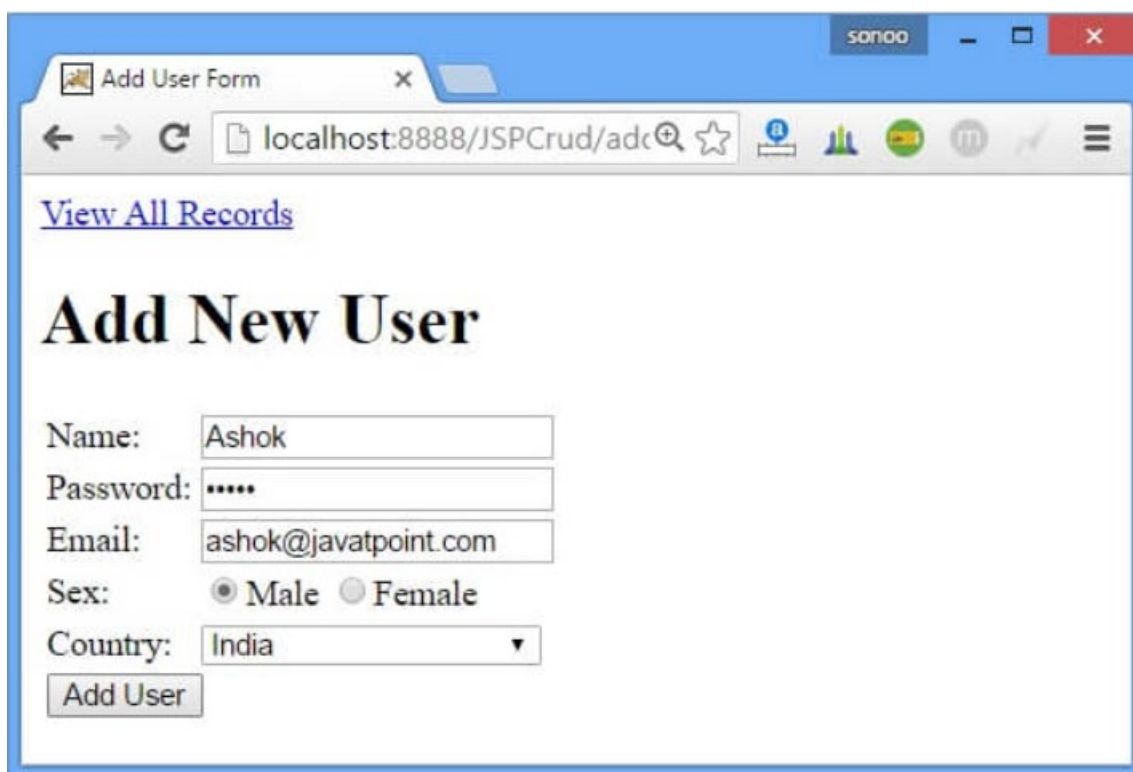 sonoo
Add User Form
localhost:8888/JSPCrud/add
View All Records
Add New User
Name: Ashok
Password: •••••
Email: ashok@javatpoint.com
Sex: Male Female
Country: India
Add User